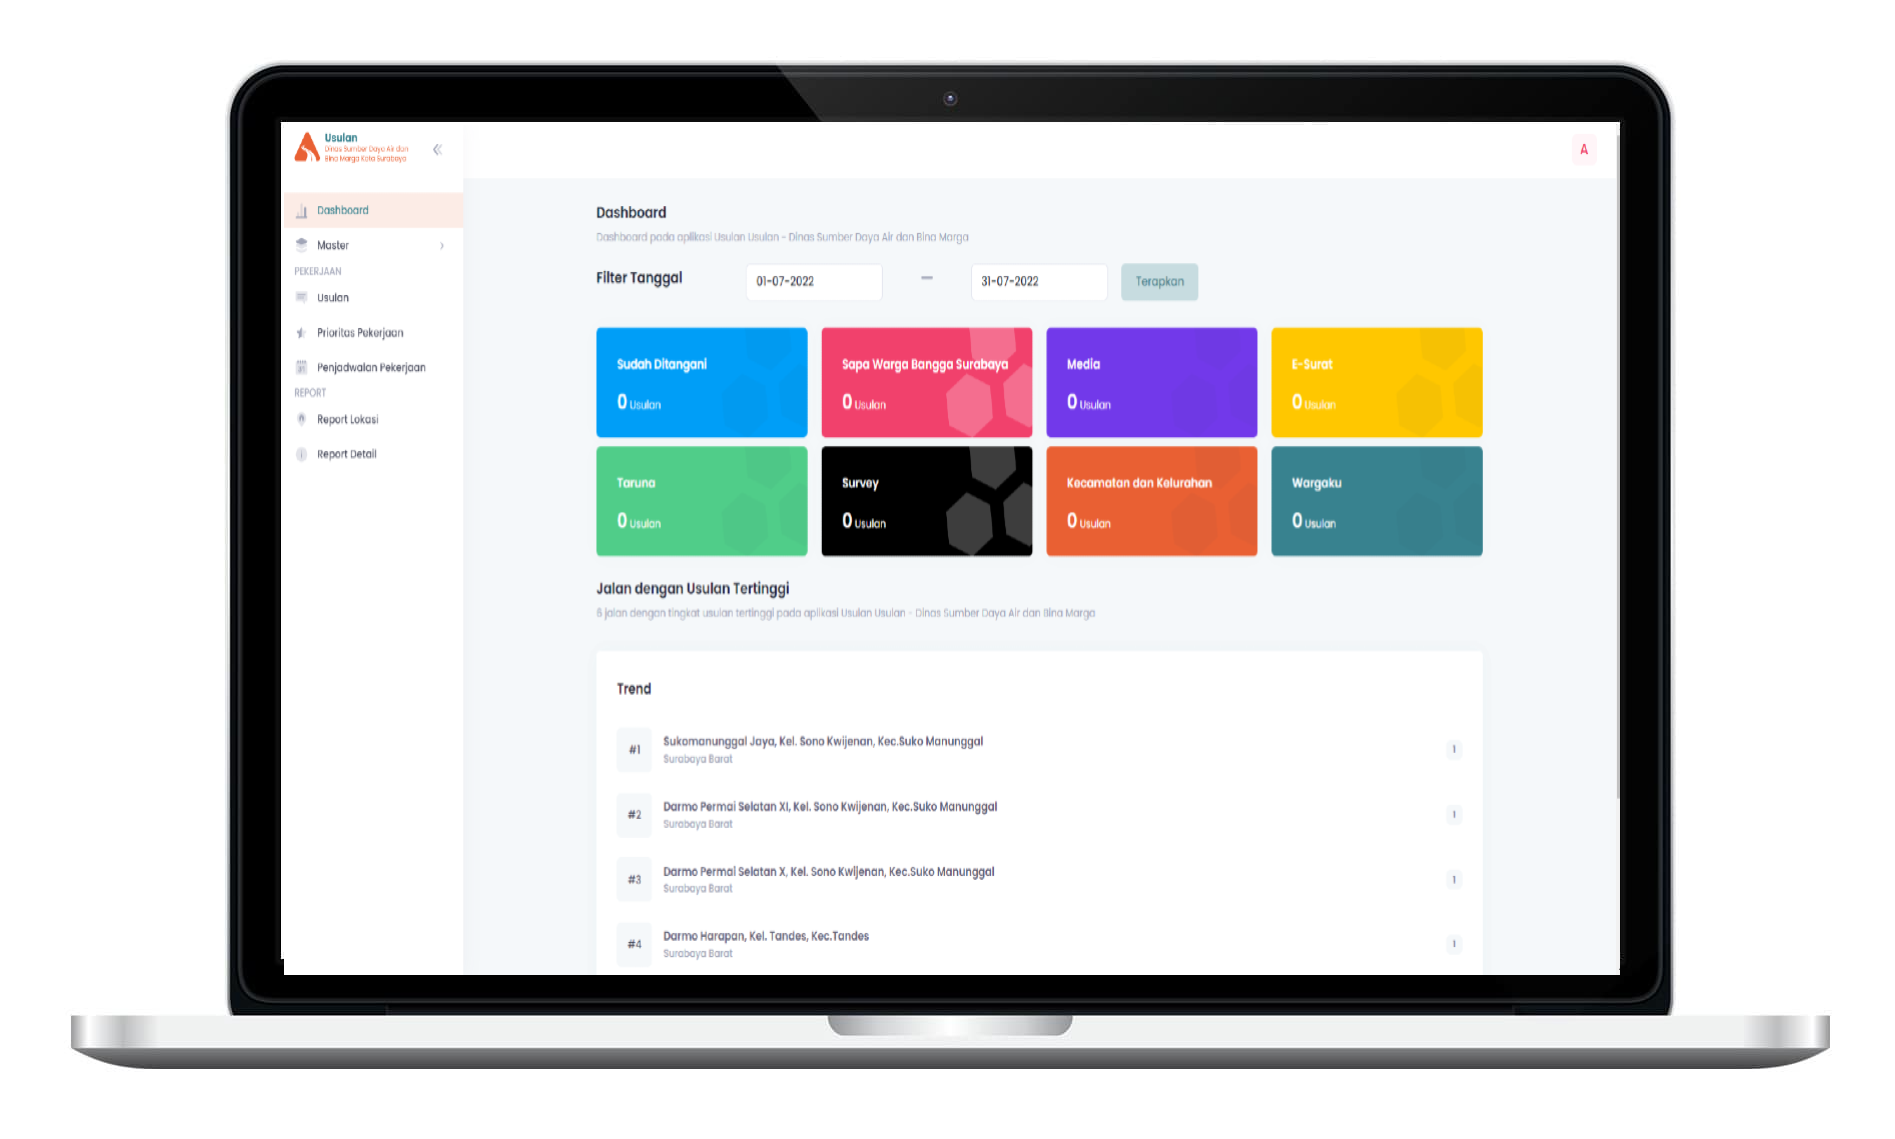 Usulan
Dinas Sumber Daya Air dan
Bina Marga Kota Surabaya
A
Dashboard
Master
PEKERJAAN
Usulan
Prioritas Pekerjaan
Penjadwalan Pekerjaan
REPORT
Report Lokasi
Report Detail
Dashboard
Dashboard pada aplikasi Usulan Usulan - Dinas Sumber Daya Air dan Bina Marga
Filter Tanggal
01-07-2022
—
31-07-2022
Terapkan
Sudah Ditangani
0 Usulan
Sapa Warga Bangga Surabaya
0 Usulan
Media
0 Usulan
E-Surat
0 Usulan
Taruna
0 Usulan
Survey
0 Usulan
Kecamatan dan Kelurahan
0 Usulan
Wargaku
0 Usulan
Jalan dengan Usulan Tertinggi
6 jalan dengan tingkat usulan tertinggi pada aplikasi Usulan Usulan - Dinas Sumber Daya Air dan Bina Marga
Trend
#1
Sukomanunggal Jaya, Kel. Sono Kwijenan, Kec.Suko Manunggal
Surabaya Barat
1
#2
Darmo Permai Selatan XI, Kel. Sono Kwijenan, Kec.Suko Manunggal
Surabaya Barat
1
#3
Darmo Permai Selatan X, Kel. Sono Kwijenan, Kec.Suko Manunggal
Surabaya Barat
1
#4
Darmo Harapan, Kel. Tandes, Kec.Tandes
Surabaya Barat
1